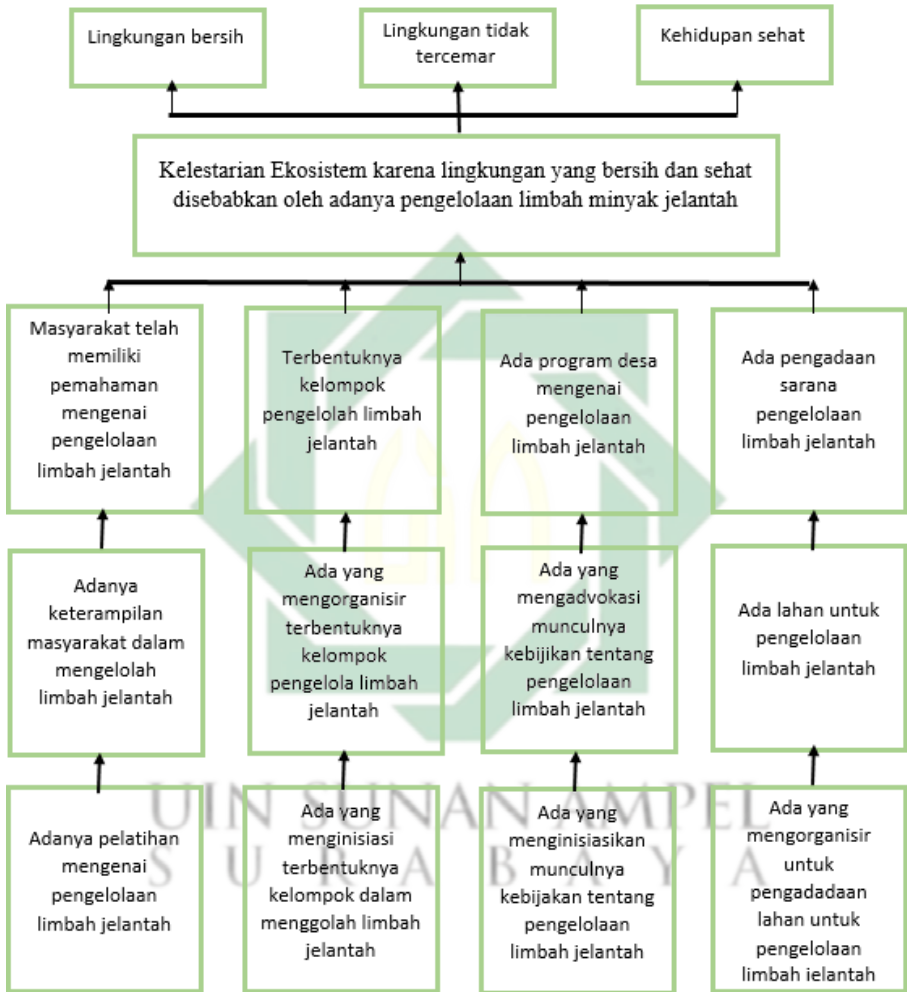 Lingkungan bersih
Lingkungan tidak
tercemar
Kehidupan sehat
Kelestarian Ekosistem karena lingkungan yang bersih dan sehat
disebabkan oleh adanya pengelolaan limbah minyak jelantah
Masyarakat telah
memiliki
pemahaman
mengenai
pengelolaan
limbah jelantah
Terbentuknya
kelompok
pengelolah limbah
jelantah
Ada program desa
mengenai
pengelolaan
limbah jelantah
Ada pengadaan
sarana
pengelolaan
limbah jelantah
Adanya
keterampilan
masyarakat dalam
mengelolah
limbah jelantah
Ada yang
mengorganisir
terbentuknya
kelompok
pengelola limbah
jelantah
Ada yang
mengadvokasi
munculnya
kebijikan tentang
pengelolaan
limbah jelantah
Ada lahan untuk
pengelolaan
limbah jelantah
Adanya pelatihan
mengenai
pengelolaan
limbah jelantah
Ada yang
menginisiasi
terbentuknya
kelompok dalam
menggolah limbah
jelantah
Ada yang
menginisiasikan
munculnya
kebijakan tentang
pengelolaan
limbah jelantah
Ada yang
mengorganisir
untuk
pengadadaan
lahan untuk
pengelolaan
limbah jelantah
UIN SUNAN AMPEL
SURABAYA